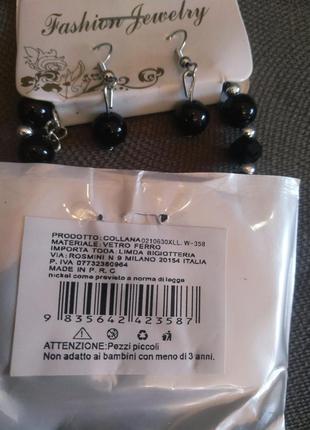 Fashion Jewelry
PRODOTTO: COLLANA0210630XLL. W-358
MATERIALE: VETRO FERRO
IMPORTA TODA: LIMDA BIGIOTTERIA
VIA: ROSMINI N 9 MILANO 20154 ITALIA
P. IVA 07732380964
MADE IN P. R. C
nickel come previsto a norma di legge
9 835642 423587
ATTENZIONE:Pezzi piccoli
Non adatto ai bambini con meno di 3 anni.